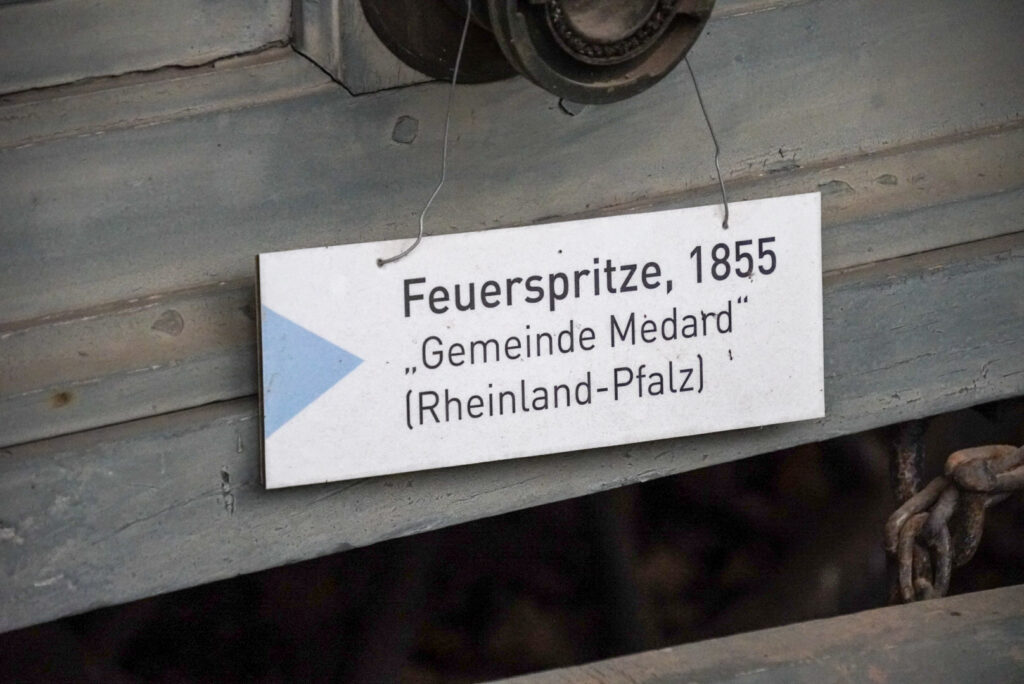 Feuerspritze, 1855
„Gemeinde Medard“
(Rheinland-Pfalz)